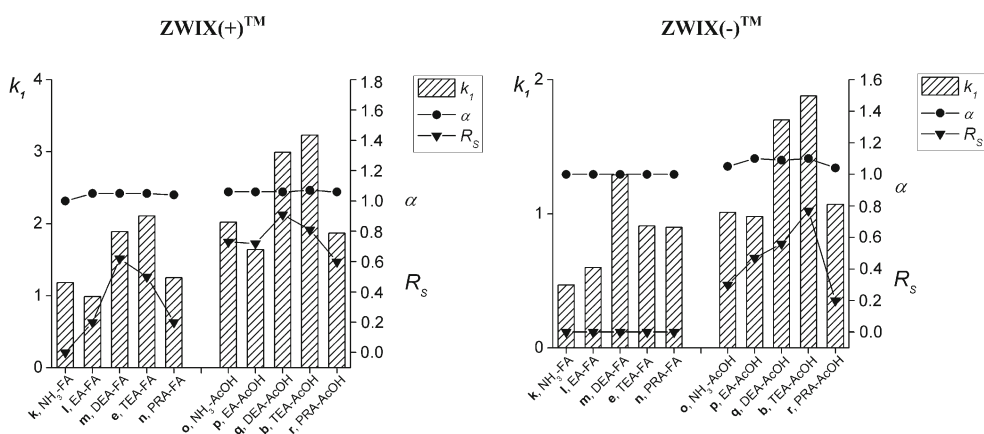 ZWIX(+)™
k₁
4
3
2
1
0
1.8
1.6
1.4
1.2
1.0
0.8
0.6
0.4
0.2
0.0
α
Rₛ
k₁
α
Rₛ
k, NH₃-FA
l, EA-FA
m, DEA-FA
e, TEA-FA
n, PRA-FA
o, NH₃-AcOH
p, EA-AcOH
q, DEA-AcOH
b, TEA-AcOH
r, PRA-AcOH
ZWIX(-)™
k₁
2
1
0
1.6
1.4
1.2
1.0
0.8
0.6
0.4
0.2
0.0
α
Rₛ
k₁
α
Rₛ
k, NH₃-FA
l, EA-FA
m, DEA-FA
e, TEA-FA
n, PRA-FA
o, NH₃-AcOH
p, EA-AcOH
q, DEA-AcOH
b, TEA-AcOH
r, PRA-AcOH